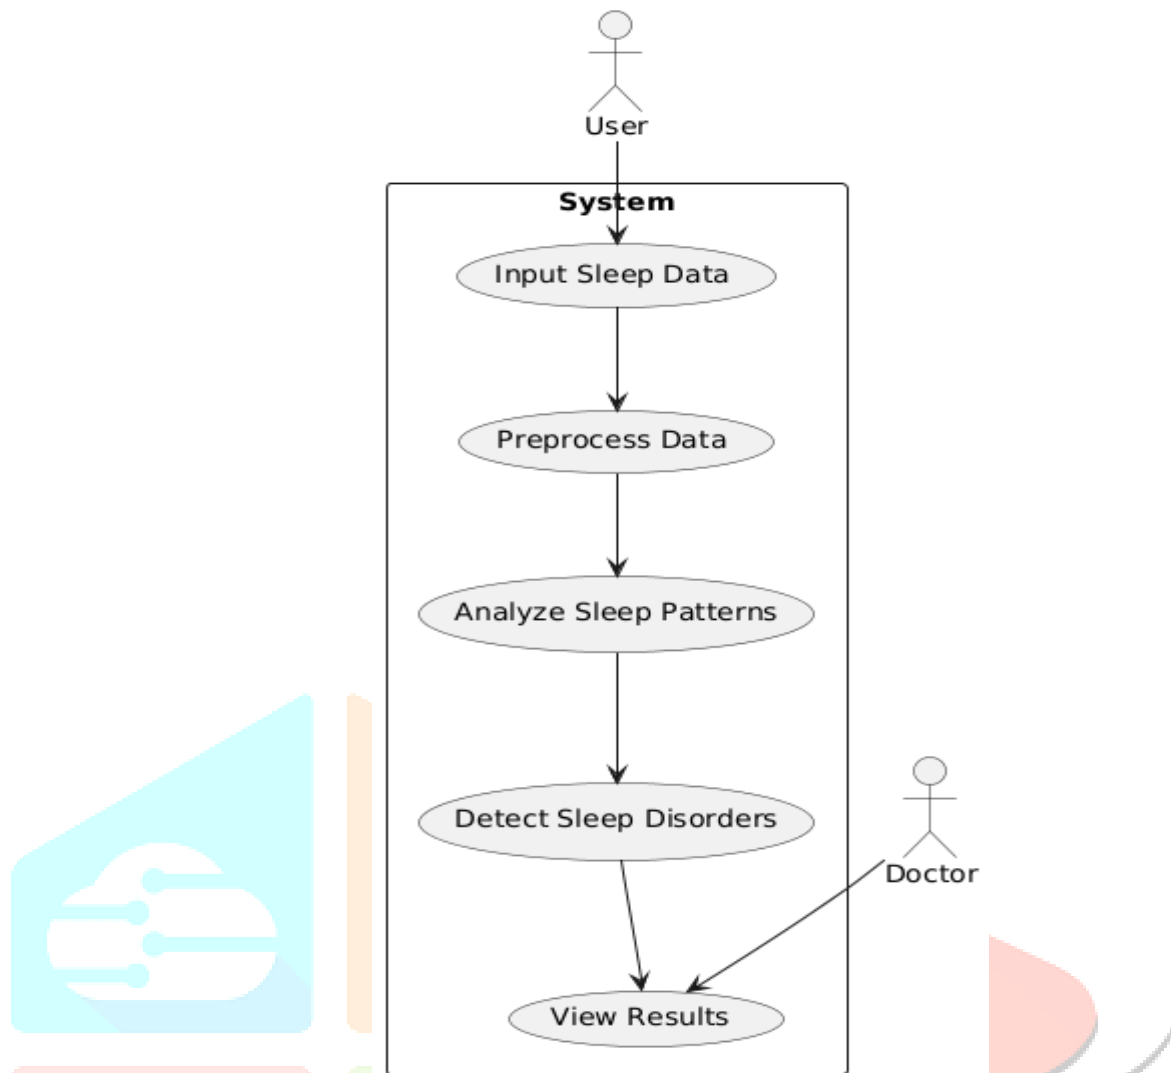 User
System
Input Sleep Data
Preprocess Data
Analyze Sleep Patterns
Detect Sleep Disorders
Doctor
View Results